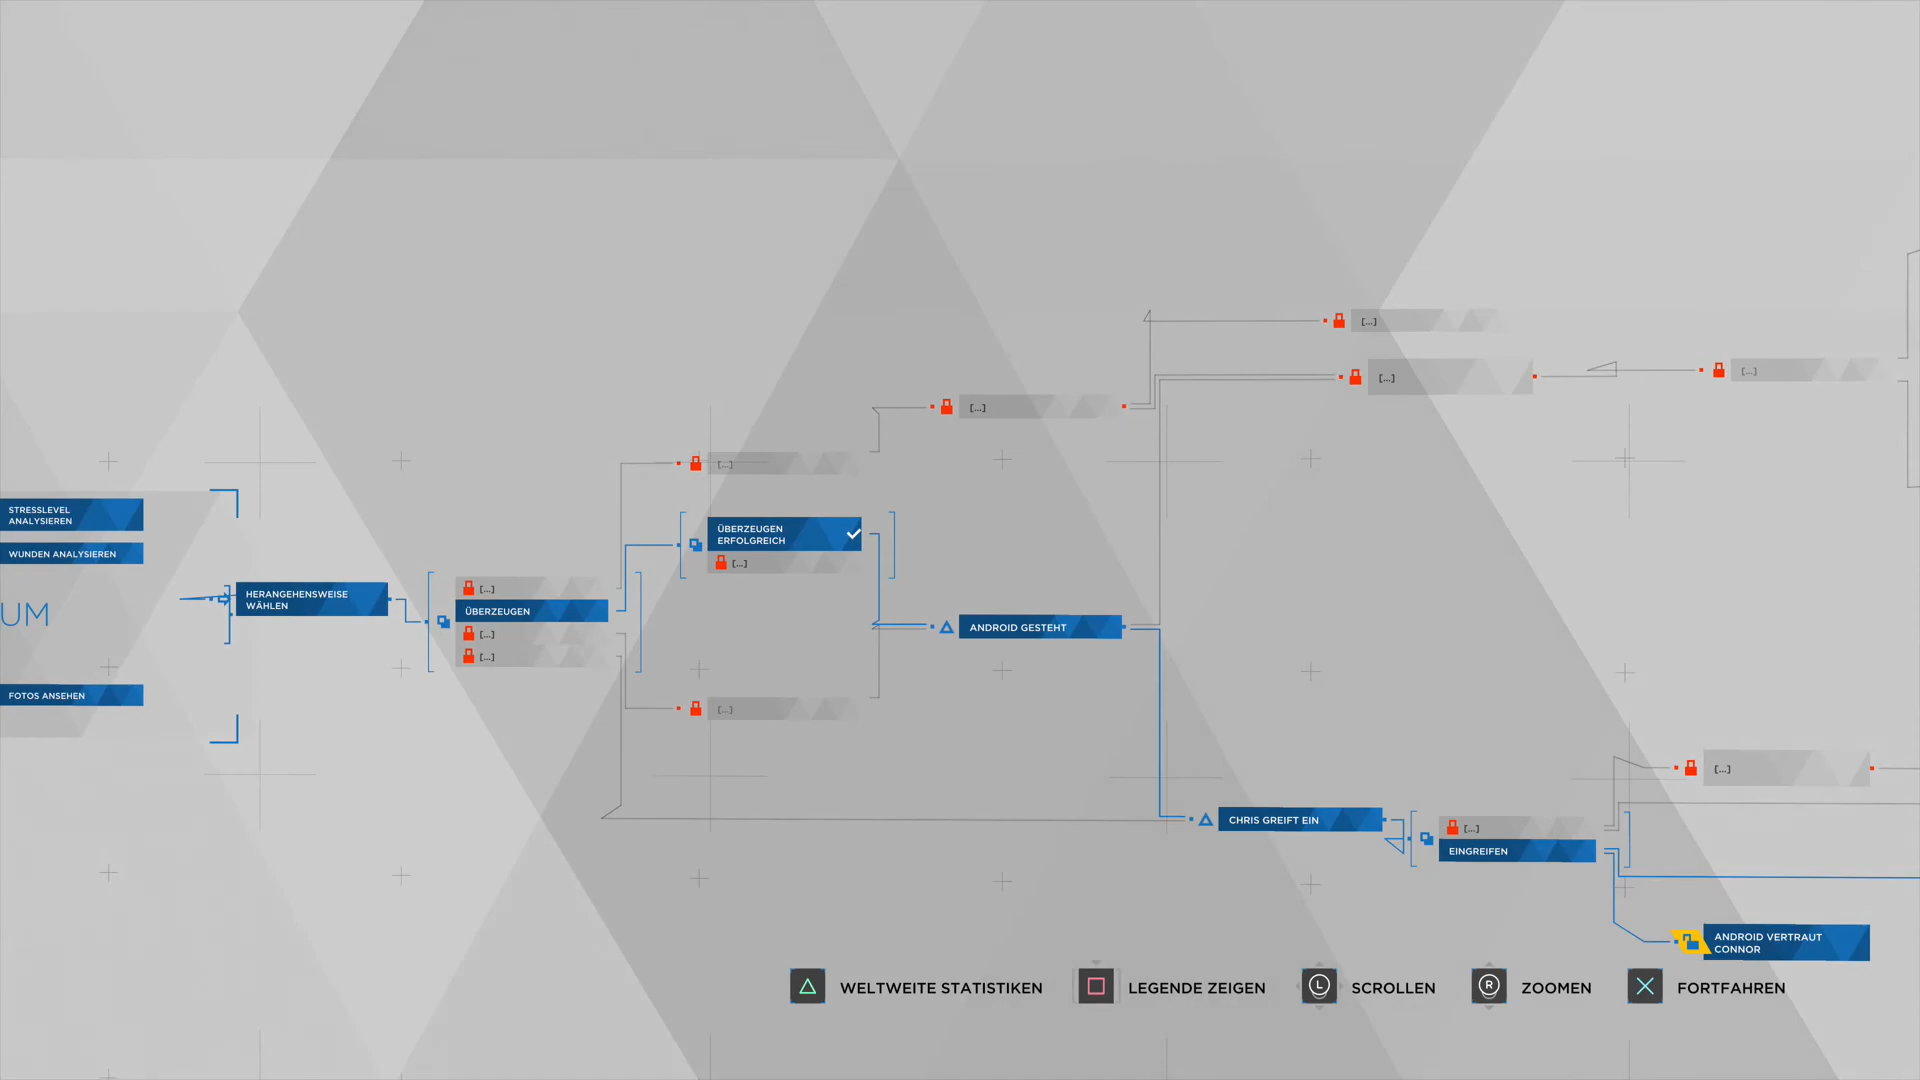 STRESSLEVEL
ANALYSIEREN
WUNDEN ANALYSIEREN
UM
FOTOS ANSEHEN
HERANGEHENSWEISE
WÄHLEN
[...]
ÜBERZEUGEN
[...]
[...]
[...]
ÜBERZEUGEN
ERFOLGREICH
[...]
[...]
[...]
ANDROID GESTEHT
[...]
[...]
[...]
CHRIS GREIFT EIN
[...]
EINGREIFEN
[...]
ANDROID VERTRAUT
CONNOR
WELTWEITE STATISTIKEN
LEGENDE ZEIGEN
L
SCROLLEN
R
ZOOMEN
FORTFAHREN